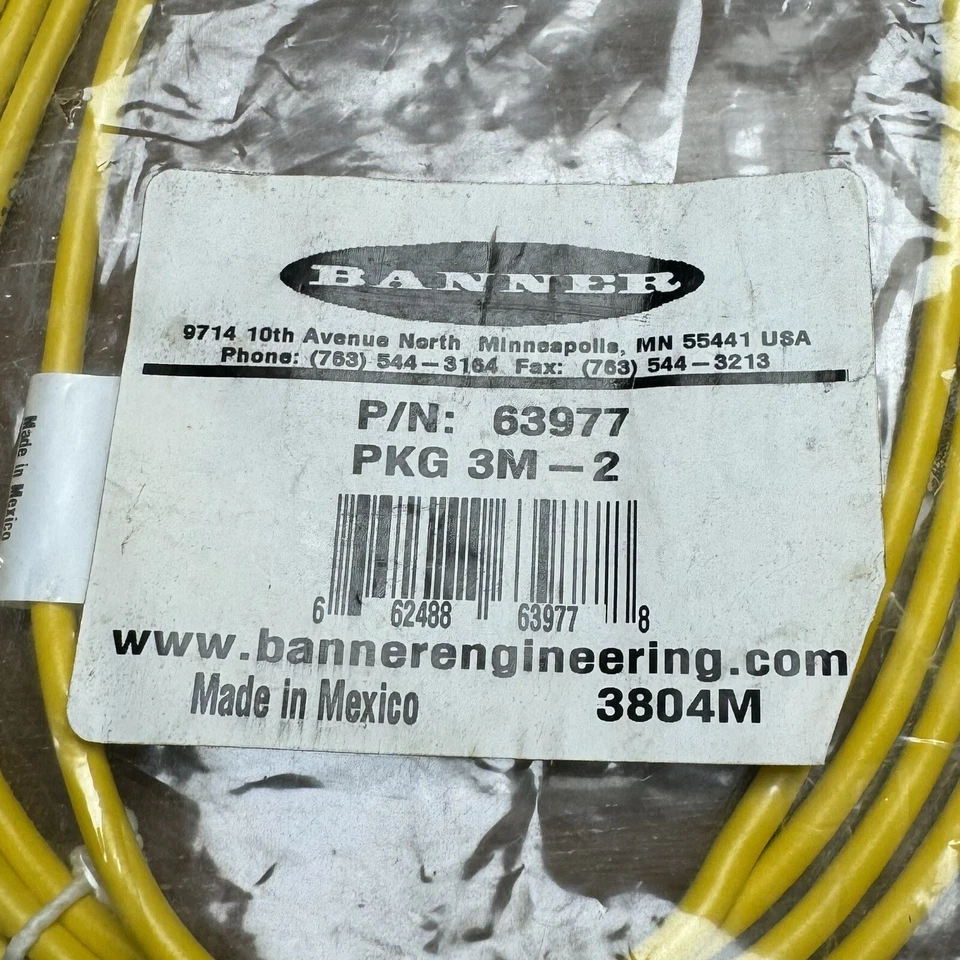 BANNER
9714 10th Avenue North Minneapolis, MN 55441 USA
Phone: (763) 544-3164 Fax: (763) 544-3213
P/N: 63977
PKG 3M-2
6 62488 63977 8
www.bannerengineering.com
Made in Mexico 3804M
Made in Mexico